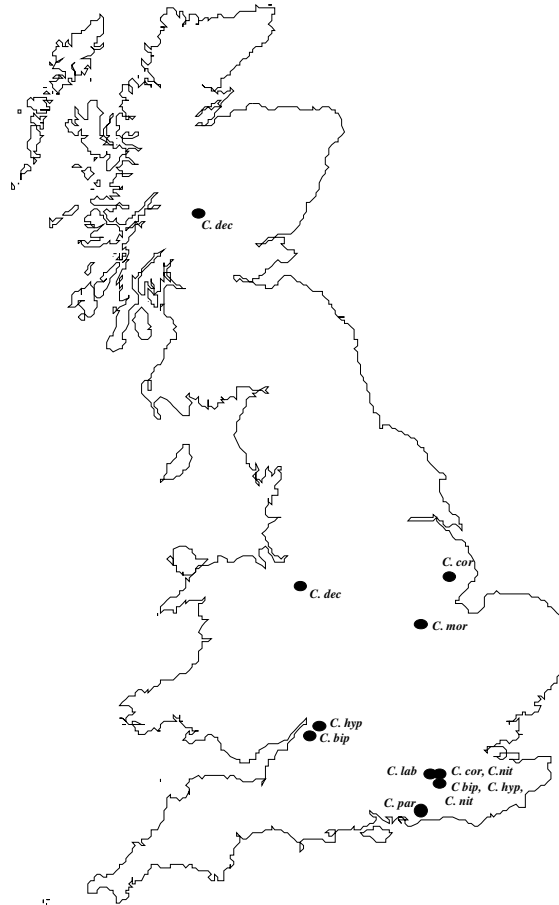 C. dec
C. cor
C. dec
C. mor
C. hyp
C. bip
C. lab
C. cor, C.nit
C bip, C. hyp,
C. nit
C. par